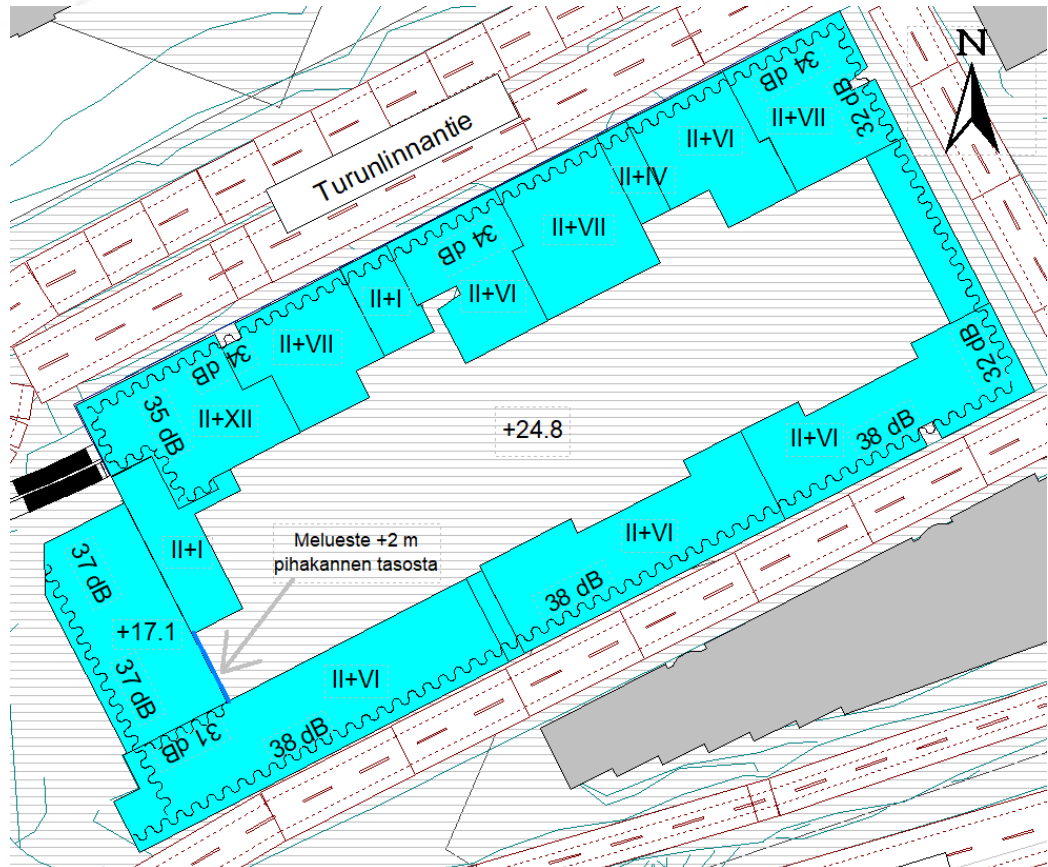 N
34 dB
32 dB
II+VII
II+VI
Turunlinnantie
II+IV
II+VII
34 dB
II+VI
II+I
II+VII
34 dB
32 dB
35 dB
II+XII
+24.8
II+VI
38 dB
II+VI
II+I
Melueste +2 m
pihakannen tasosta
37 dB
38 dB
+17.1
37 dB
II+VI
31 dB
38 dB